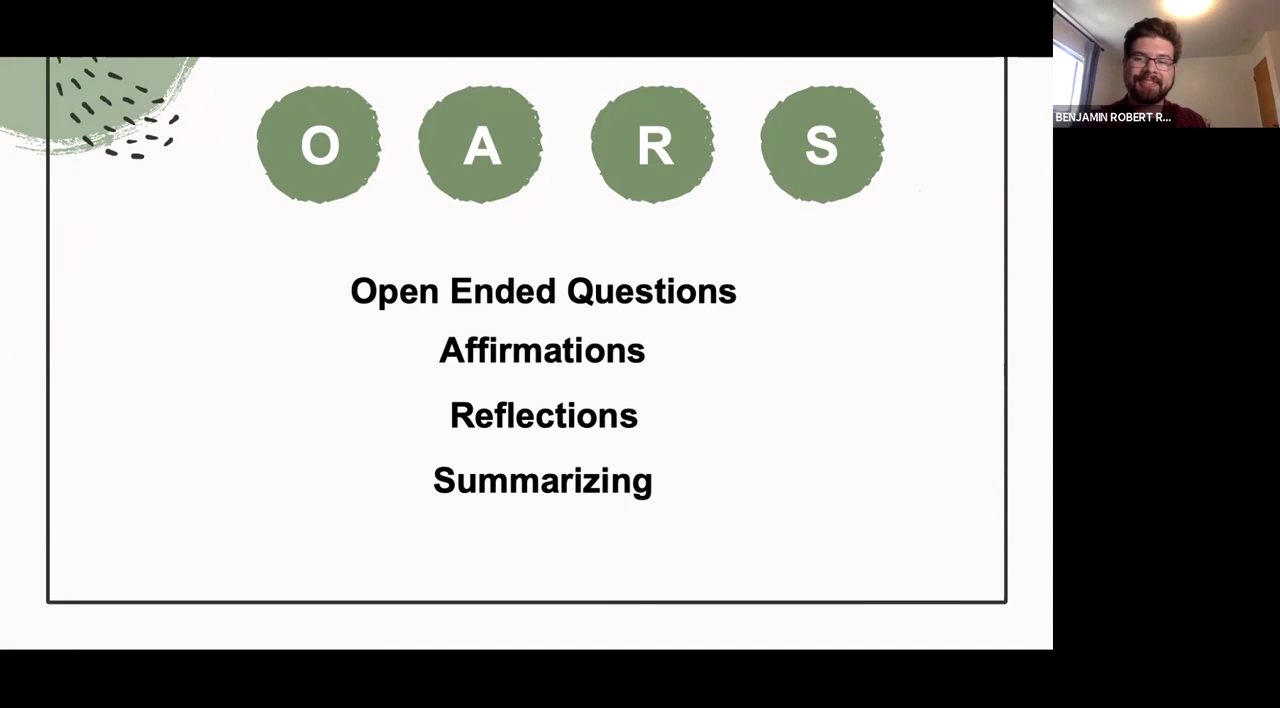 O A R S
BENJAMIN ROBERT R...
Open Ended Questions
Affirmations
Reflections
Summarizing